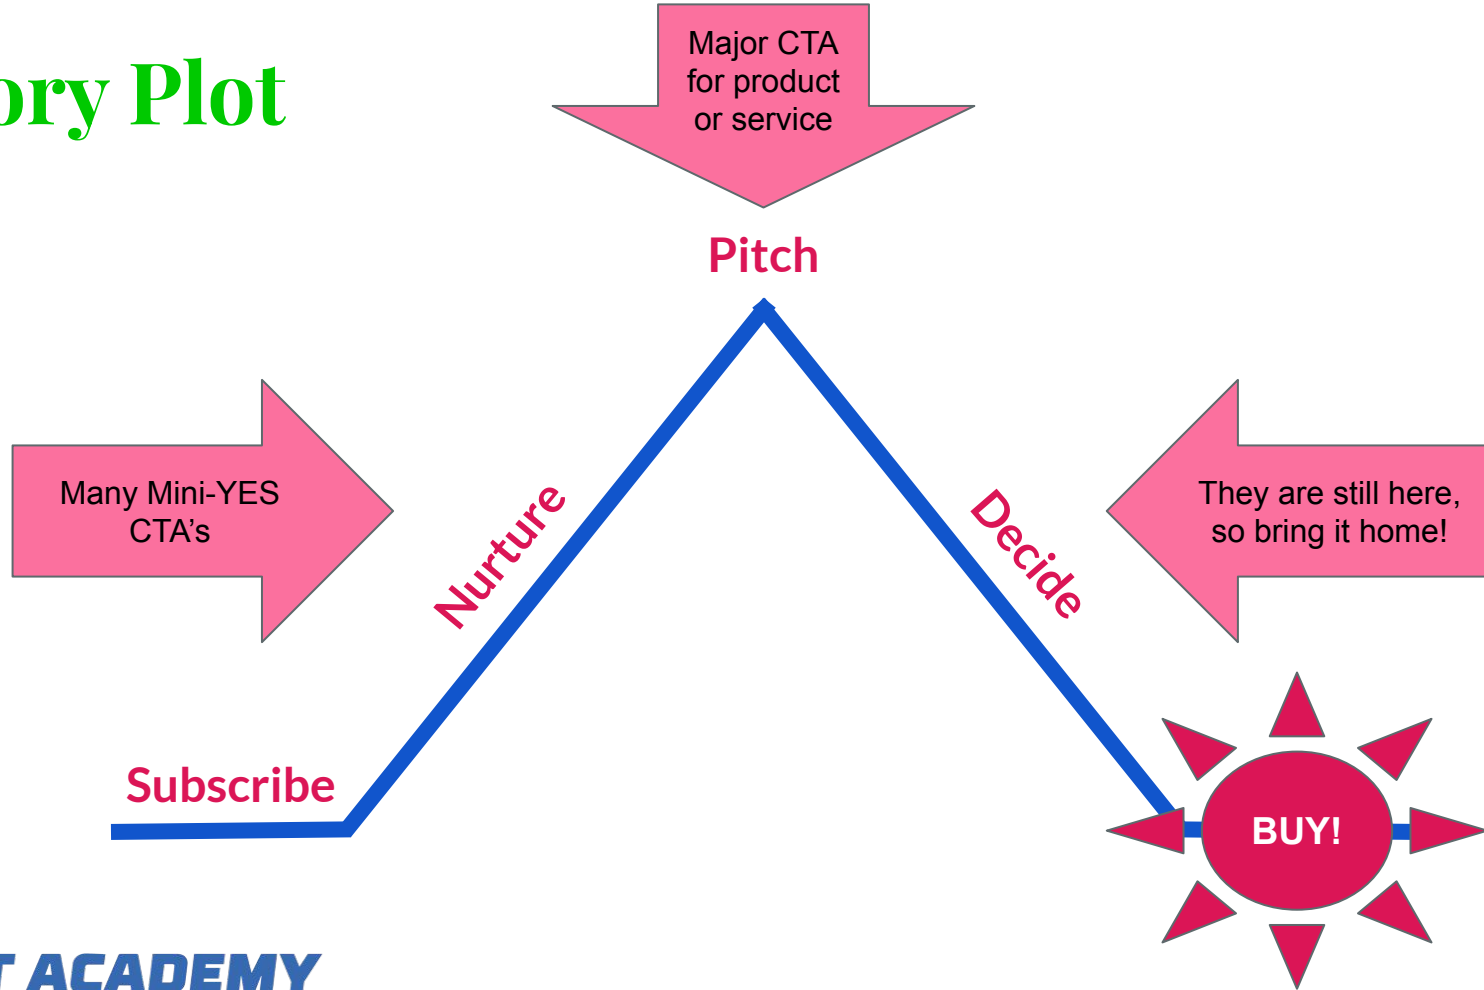 ory Plot
Major CTA
for product
or service
Pitch
Many Mini-YES
CTA's
Nurture
Decide
They are still here,
so bring it home!
Subscribe
BUY!
T ACADEMY